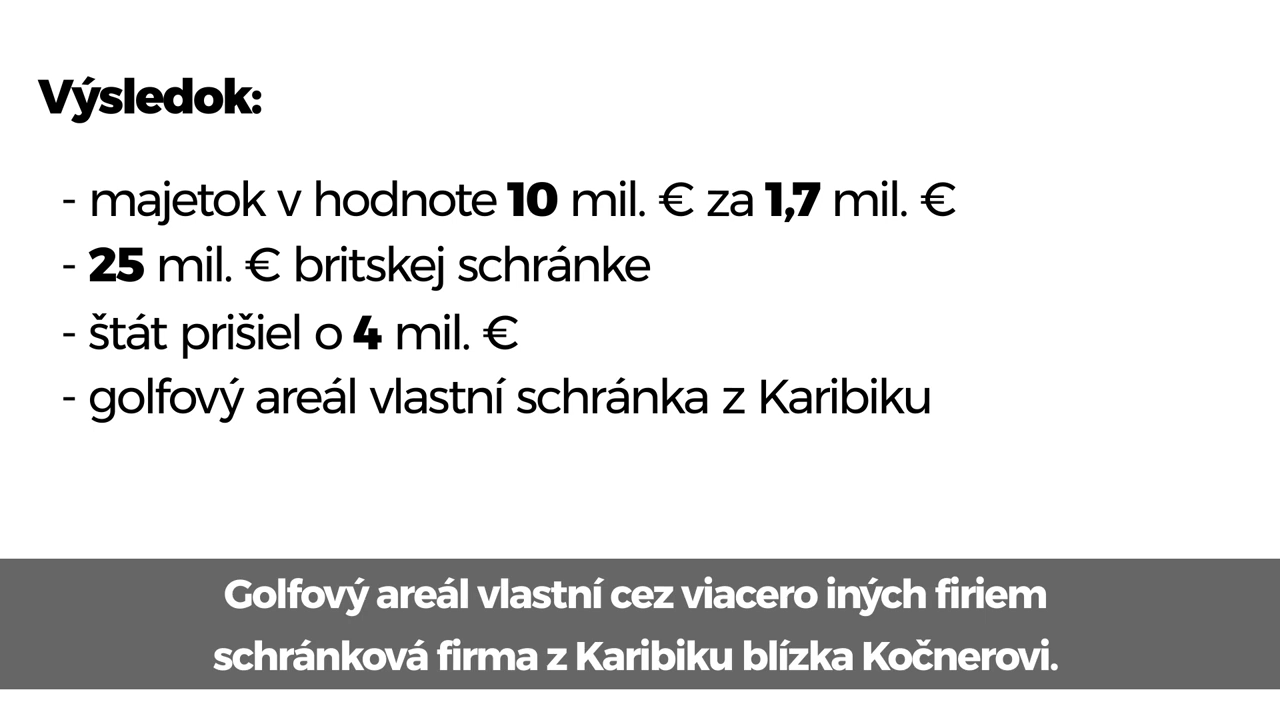 Výsledok:
- majetok v hodnote 10 mil. € za 1,7 mil. €
- 25 mil. € britskej schránke
- štát prišiel o 4 mil. €
- golfový areál vlastní schránka z Karibiku
Golfový areál vlastní cez viacero iných firiem
schránková firma z Karibiku blízka Kočnerovi.